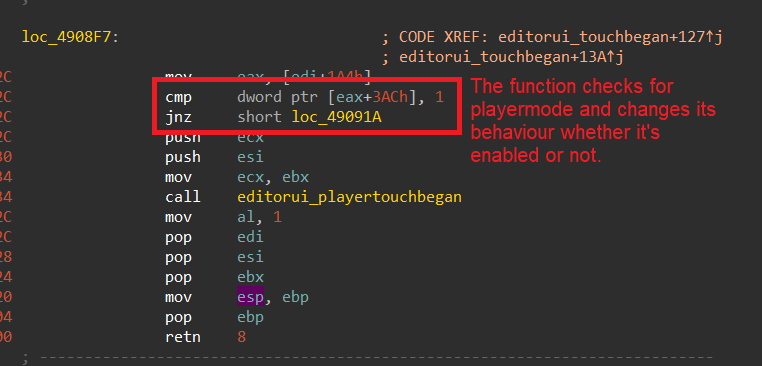 ;
loc_4908F7: ; CODE XREF: editorui_touchbegan+127↑j
; editorui_touchbegan+13A↑j
2C mov eax, [edi+1A4h]
2C cmp dword ptr [eax+3ACh], 1
2C jnz short loc_49091A
2C push ecx
30 push esi
34 mov ecx, ebx
34 call editorui_playertouchbegan
2C mov al, 1
2C pop edi
28 pop esi
24 pop ebx
20 mov esp, ebp
04 pop ebp
00 retn 8
; ---------------------------------------------------------------------------
The function checks for
playermode and changes its
behaviour whether it's
enabled or not.